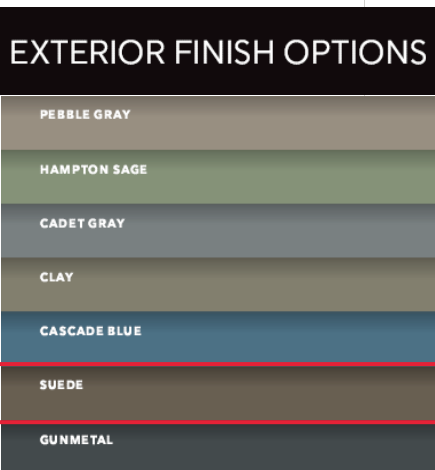 EXTERIOR FINISH OPTIONS
PEBBLE GRAY
HAMPTON SAGE
CADET GRAY
CLAY
CASCADE BLUE
SUEDE
GUNMETAL